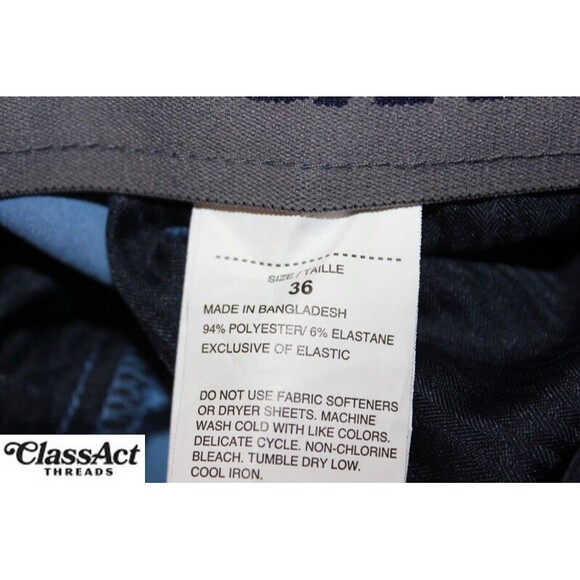 SIZE / TAILLE
36
MADE IN BANGLADESH
94% POLYESTER/ 6% ELASTANE
EXCLUSIVE OF ELASTIC
DO NOT USE FABRIC SOFTENERS
OR DRYER SHEETS. MACHINE
WASH COLD WITH LIKE COLORS.
DELICATE CYCLE. NON-CHLORINE
BLEACH. TUMBLE DRY LOW.
COOL IRON.
ClassAct
THREADS